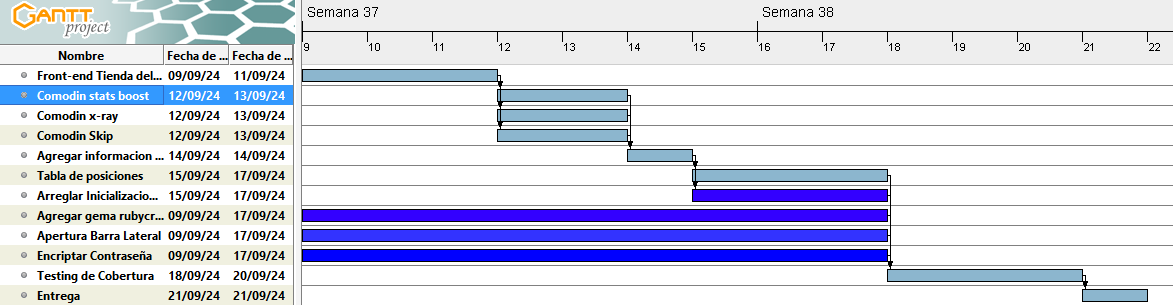 GANTT
project
Semana 37
Semana 38
9 10 11 12 13 14 15 16 17 18 19 20 21 22
Nombre Fecha de ... Fecha de ...
Front-end Tienda del... 09/09/24 11/09/24
Comodin stats boost 12/09/24 13/09/24
Comodin x-ray 12/09/24 13/09/24
Comodin Skip 12/09/24 13/09/24
Agregar informacion ... 14/09/24 14/09/24
Tabla de posiciones 15/09/24 17/09/24
Arreglar Inicializacio... 15/09/24 17/09/24
Agregar gema rubycr... 09/09/24 17/09/24
Apertura Barra Lateral 09/09/24 17/09/24
Encriptar Contraseña 09/09/24 17/09/24
Testing de Cobertura 18/09/24 20/09/24
Entrega 21/09/24 21/09/24